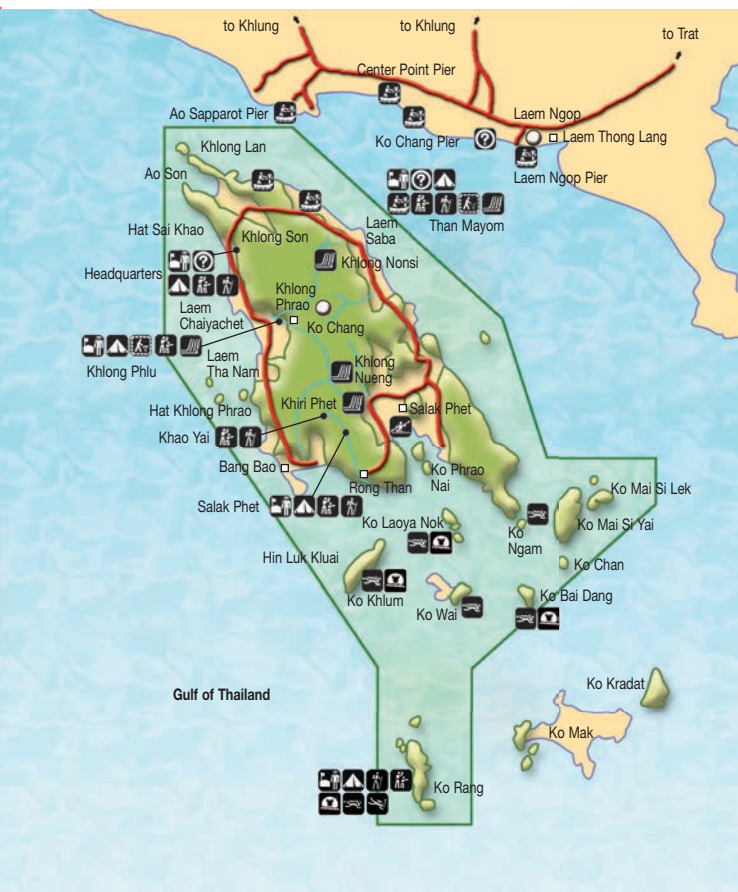 to Khlung
to Khlung
to Trat
Center Point Pier
Ao Sapparot Pier
Laem Ngop
Ko Chang Pier
Laem Thong Lang
Laem Ngop Pier
Khlong Lan
Ao Son
Than Mayom
Laem
Saba
Hat Sai Khao
Khlong Son
Khlong Nonsi
Headquarters
Khlong
Phrao
Laem
Chaiyachet
Ko Chang
Khlong Phlu
Laem
Tha Nam
Khlong
Nueng
Hat Khlong Phrao
Khiri Phet
Salak Phet
Khao Yai
Bang Bao
Ko Phrao
Nai
Rong Than
Ko Mai Si Lek
Salak Phet
Ko Laoya Nok
Ko
Ngam
Ko Mai Si Yai
Hin Luk Kluai
Ko Chan
Ko Khlum
Ko Wai
Ko Bai Dang
Gulf of Thailand
Ko Kradat
Ko Mak
Ko Rang